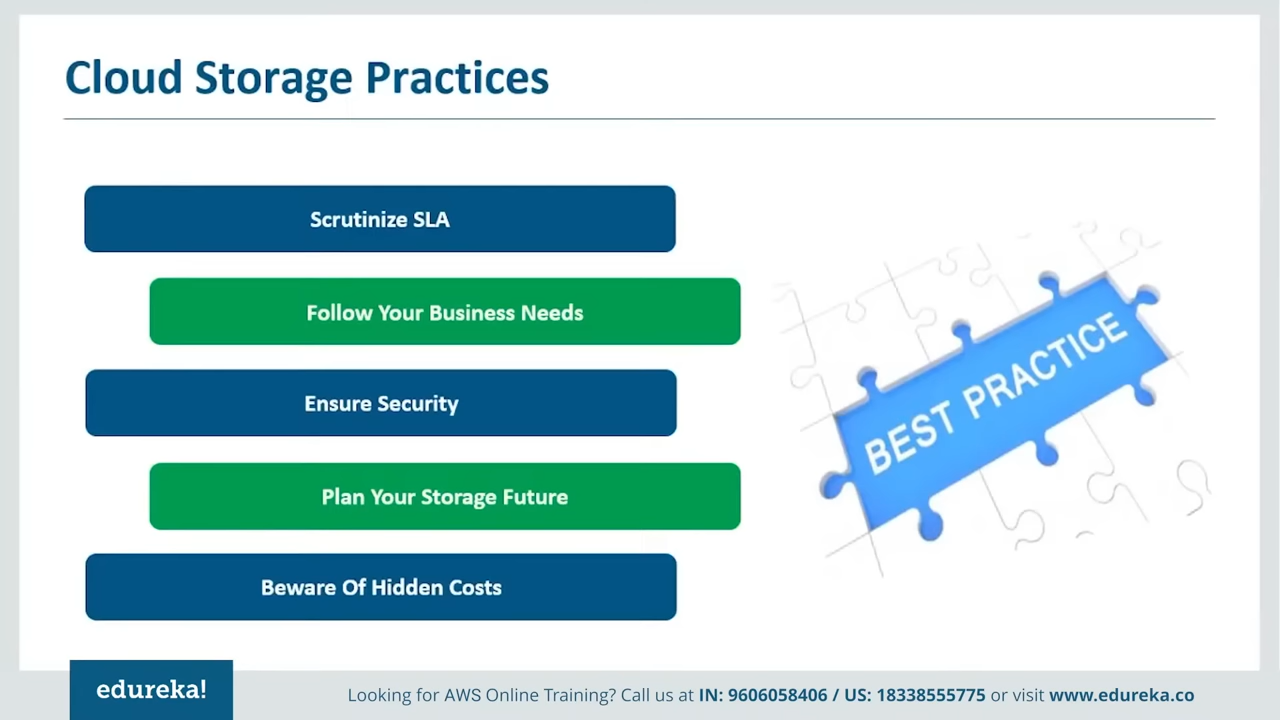 Cloud Storage Practices
Scrutinize SLA
Follow Your Business Needs
Ensure Security
Plan Your Storage Future
Beware Of Hidden Costs
BEST PRACTICE
edureka!
Looking for AWS Online Training? Call us at IN: 9606058406 / US: 18338555775 or visit www.edureka.co